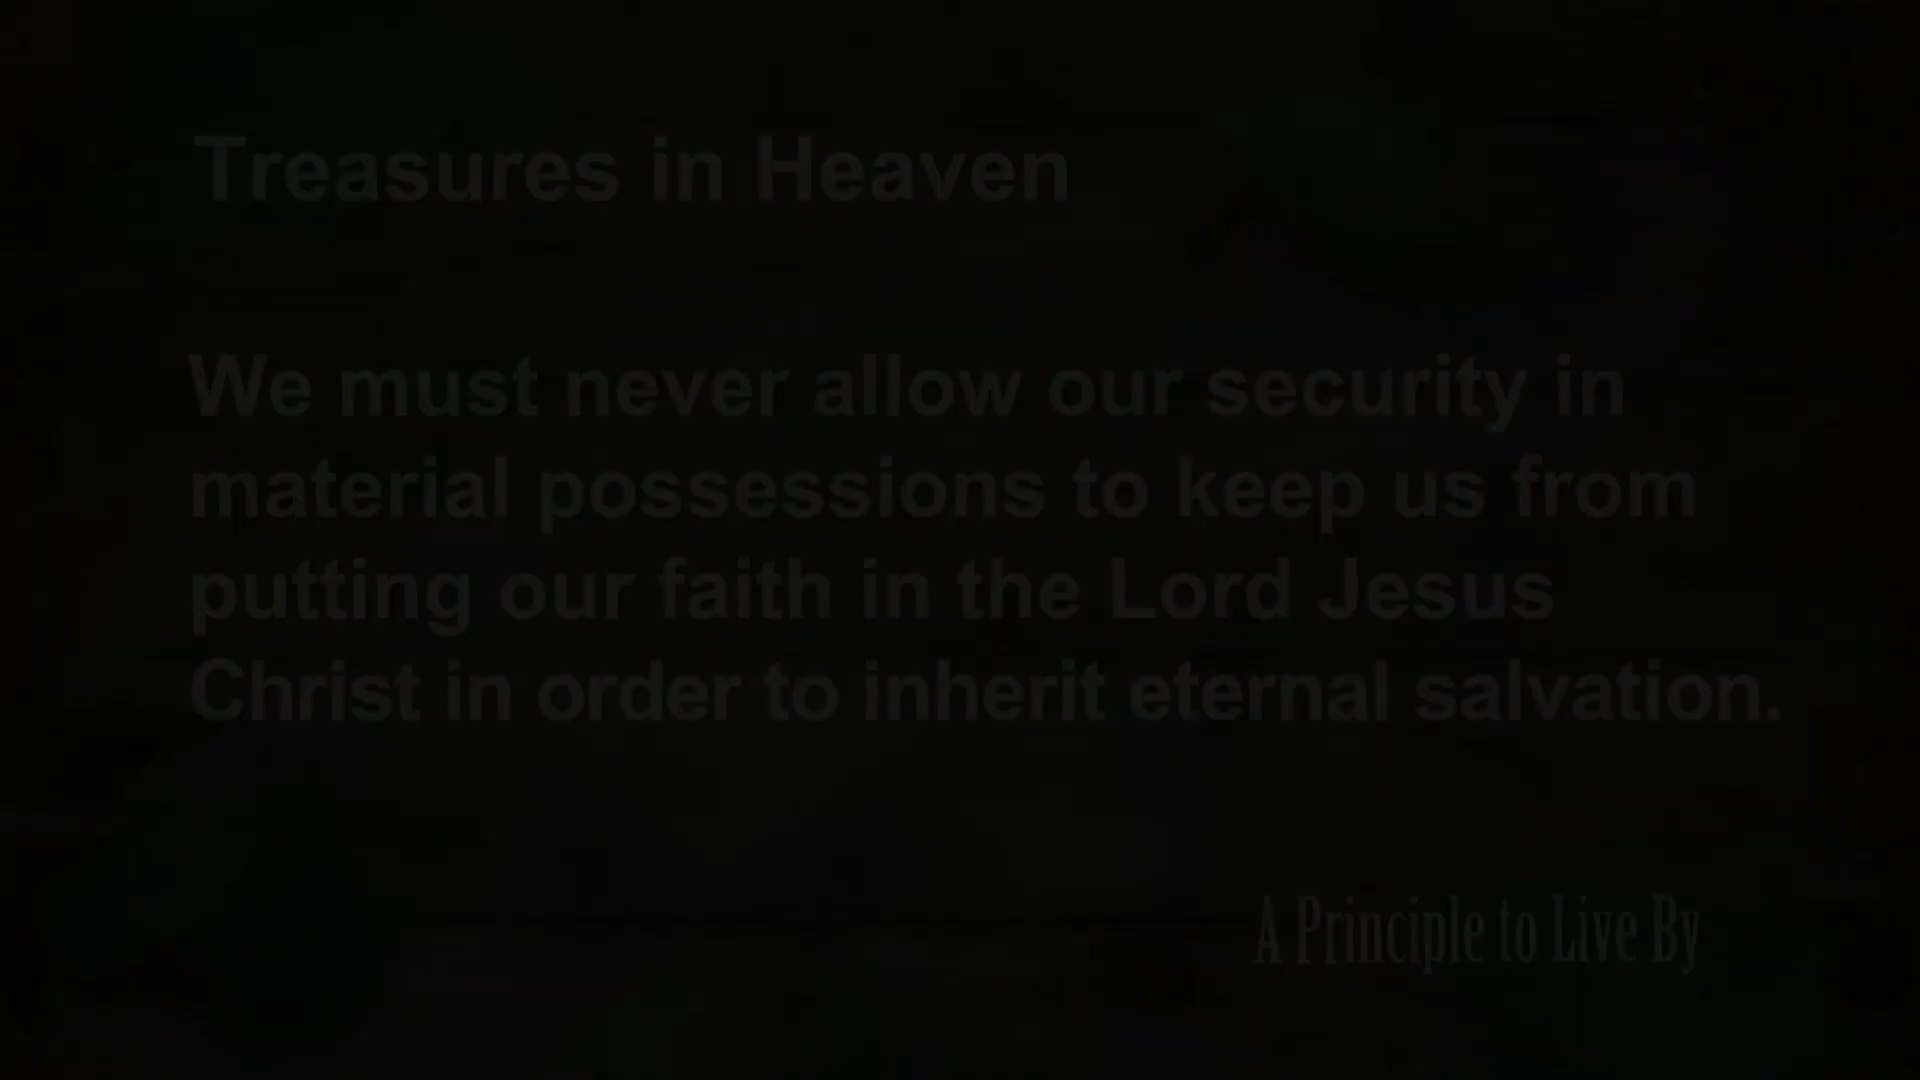 Treasures in Heaven
We must never allow our security in
material possessions to keep us from
putting our faith in the Lord Jesus
Christ in order to inherit eternal salvation.
A Principle to Live By